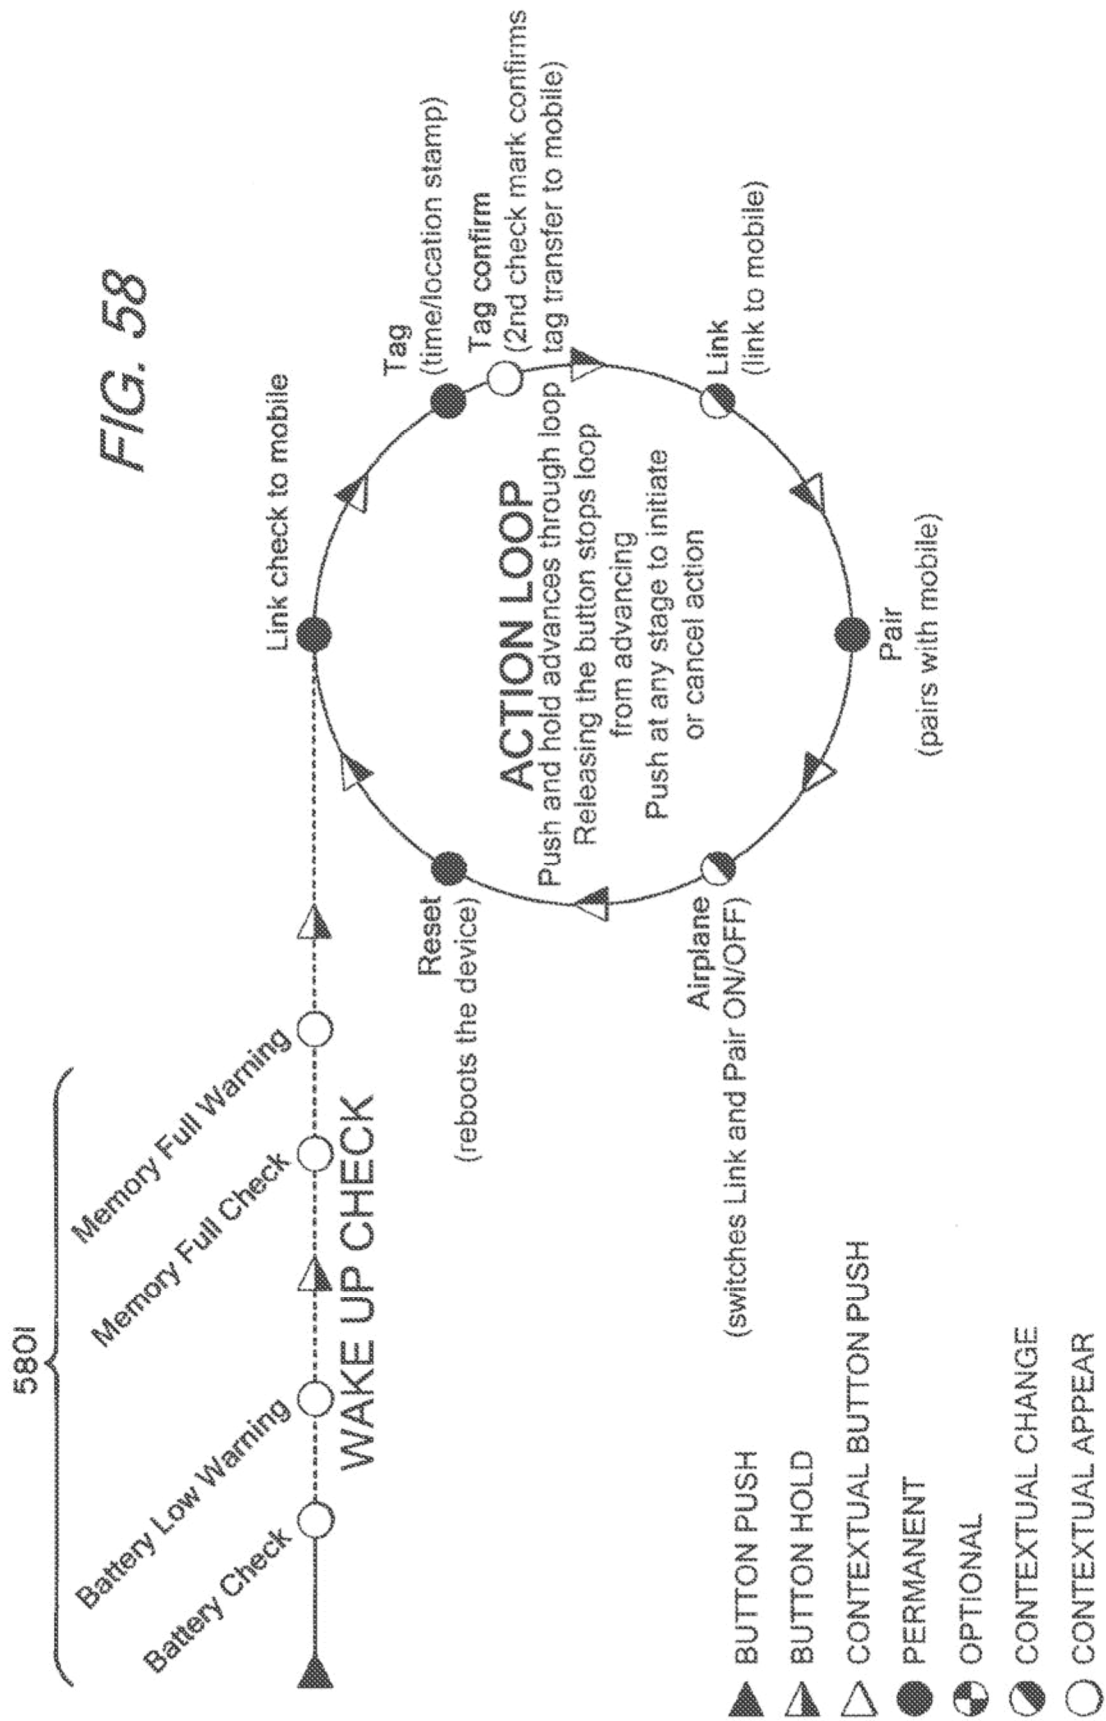 FIG. 58
5801
Battery Check
Battery Low Warning
Memory Full Check
Memory Full Warning
WAKE UP CHECK
Link check to mobile
Tag
(time/location stamp)
Tag confirm
(2nd check mark confirms
tag transfer to mobile)
Link
(link to mobile)
Pair
(pairs with mobile)
Airplane
(switches Link and Pair ON/OFF)
Reset
(reboots the device)
ACTION LOOP
Push and hold advances through loop
Releasing the button stops loop
from advancing
Push at any stage to initiate
or cancel action
BUTTON PUSH
BUTTON HOLD
CONTEXTUAL BUTTON PUSH
PERMANENT
OPTIONAL
CONTEXTUAL CHANGE
CONTEXTUAL APPEAR